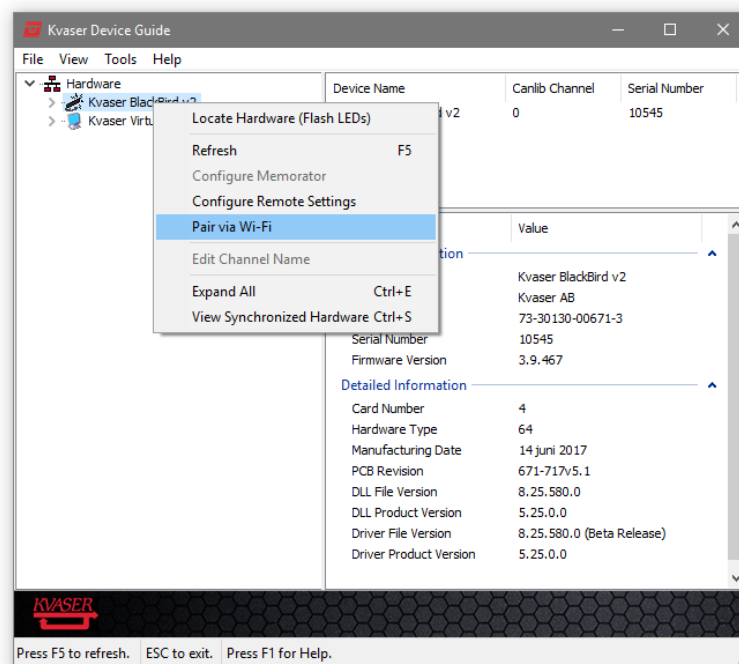 Kvaser Device Guide
File View Tools Help
Hardware
Kvaser BlackBird v2
Kvaser Virtu
Device Name Canlib Channel Serial Number
v2 0 10545
Locate Hardware (Flash LEDs)
Refresh F5
Configure Memorator
Configure Remote Settings
Pair via Wi-Fi
Edit Channel Name
Expand All Ctrl+E
View Synchronized Hardware Ctrl+S
Value
tion
Kvaser BlackBird v2
Kvaser AB
73-30130-00671-3
Serial Number 10545
Firmware Version 3.9.467
Detailed Information
Card Number 4
Hardware Type 64
Manufacturing Date 14 juni 2017
PCB Revision 671-717v5.1
DLL File Version 8.25.580.0
DLL Product Version 5.25.0.0
Driver File Version 8.25.580.0 (Beta Release)
Driver Product Version 5.25.0.0
KVASER
Press F5 to refresh. ESC to exit. Press F1 for Help.